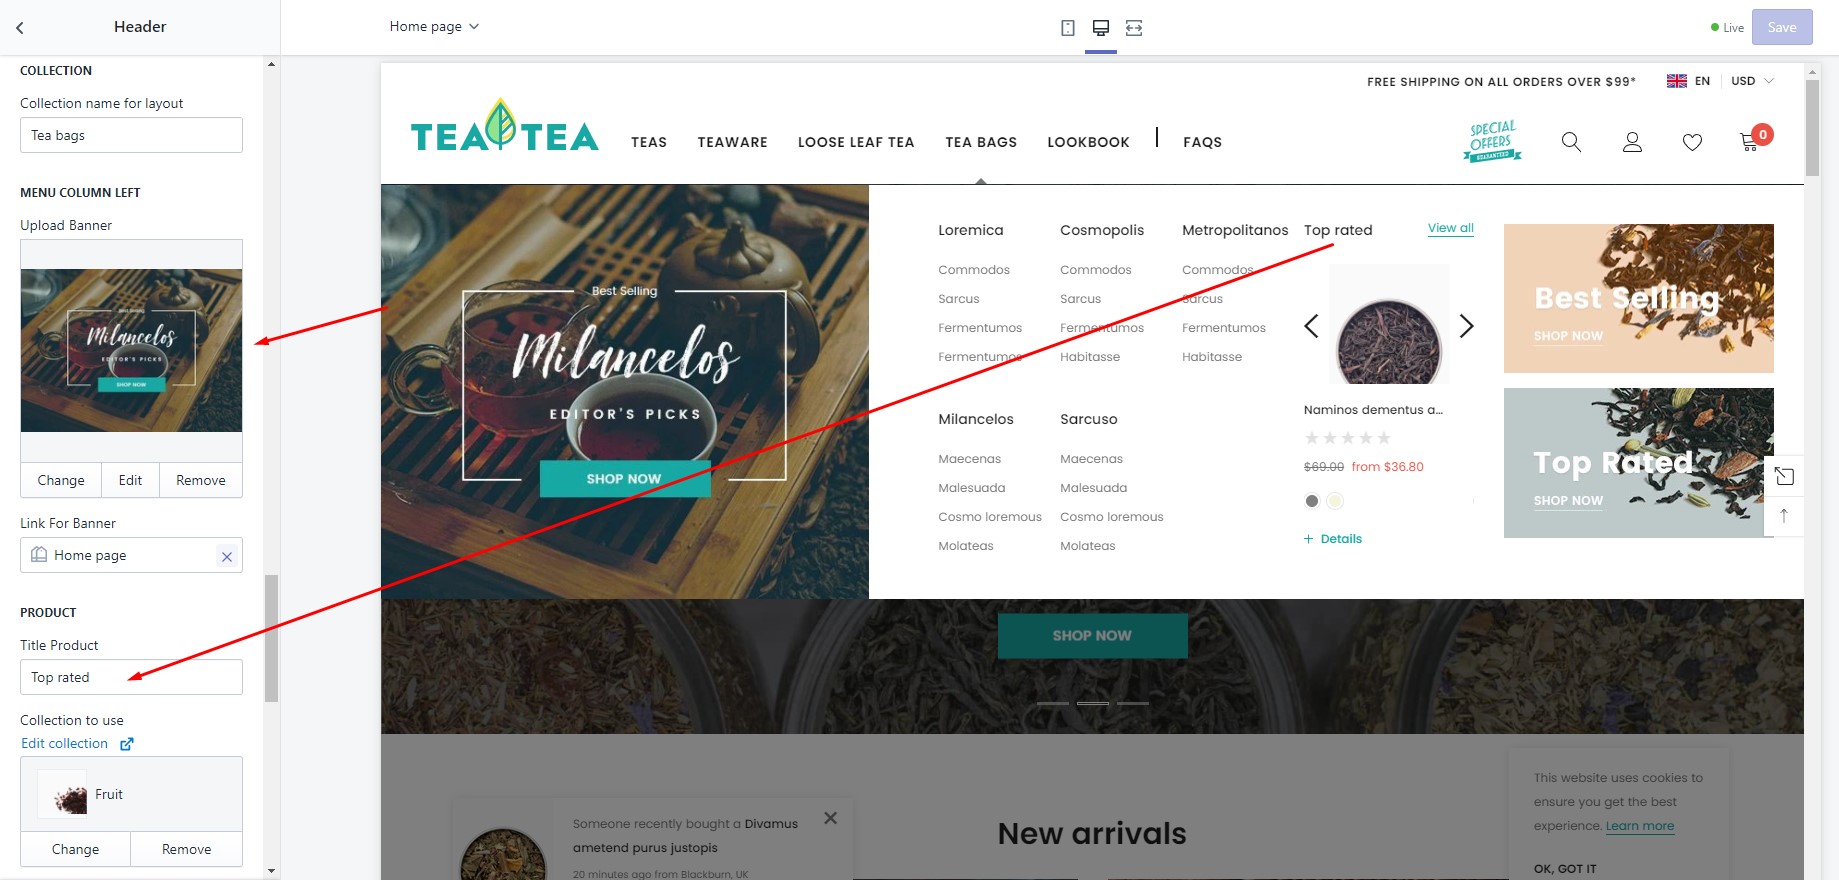 Header
Home page
Live
Save
COLLECTION
Collection name for layout
Tea bags
MENU COLUMN LEFT
Upload Banner
Best Selling
Milancelos
EDITOR'S PICKS
SHOP NOW
Change
Edit
Remove
Link For Banner
Home page
PRODUCT
Title Product
Top rated
Collection to use
Edit collection
Fruit
Change
Remove
FREE SHIPPING ON ALL ORDERS OVER $99*
EN
USD
TEA TEA
TEAS
TEAWARE
LOOSE LEAF TEA
TEA BAGS
LOOKBOOK
FAQS
SPECIAL
OFFERS
GUARANTEED
0
Best Selling
Milancelos
EDITOR'S PICKS
SHOP NOW
Loremica
Commodos
Sarcus
Fermentumos
Fermentumos
Cosmopolis
Commodos
Sarcus
Fermentumos
Habitasse
Metropolitanos
Commodos
Sarcus
Fermentumos
Habitasse
Milancelos
Maecenas
Malesuada
Cosmo loremous
Molateas
Sarcuso
Maecenas
Malesuada
Cosmo loremous
Molateas
Top rated
View all
Naminos dementus a...
$69.00 from $36.80
+ Details
Best Selling
SHOP NOW
Top Rated
SHOP NOW
SHOP NOW
Someone recently bought a Divamus
ametend purus justopis
20 minutes ago from Blackburn, UK
New arrivals
This website uses cookies to
ensure you get the best
experience. Learn more
OK, GOT IT